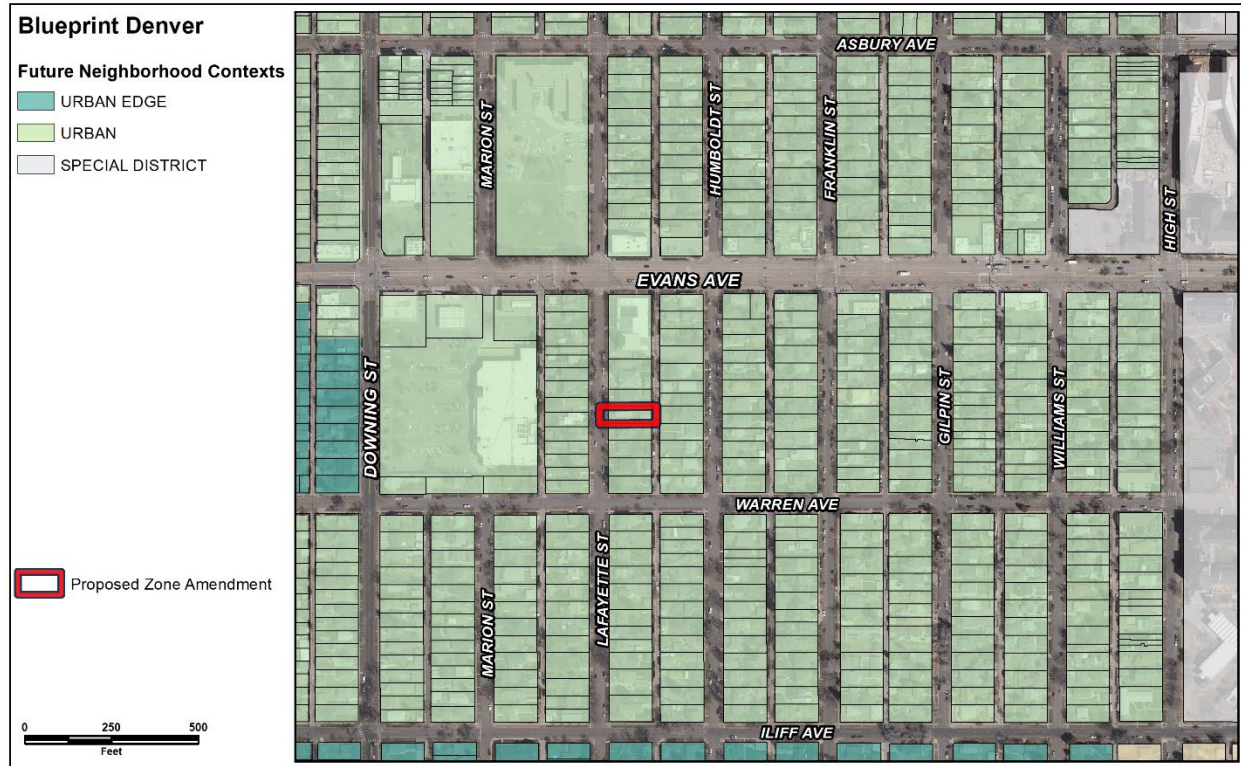 Blueprint Denver
Future Neighborhood Contexts
URBAN EDGE
URBAN
SPECIAL DISTRICT
Proposed Zone Amendment
0 250 500
Feet
ASBURY AVE
MARION ST
HUMBOLDT ST
FRANKLIN ST
HIGH ST
EVANS AVE
DOWNING ST
GILPIN ST
WILLIAMS ST
WARREN AVE
MARION ST
LAFAYETTE ST
ILIFF AVE